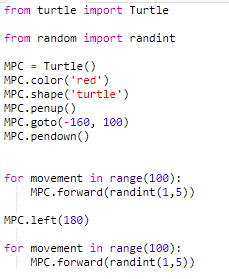 from turtle import Turtle
from random import randint
MPC = Turtle()
MPC.color('red')
MPC.shape('turtle')
MPC.penup()
MPC.goto(-160, 100)
MPC.pendown()
for movement in range(100):
    MPC.forward(randint(1,5))
MPC.left(180)
for movement in range(100):
    MPC.forward(randint(1,5))